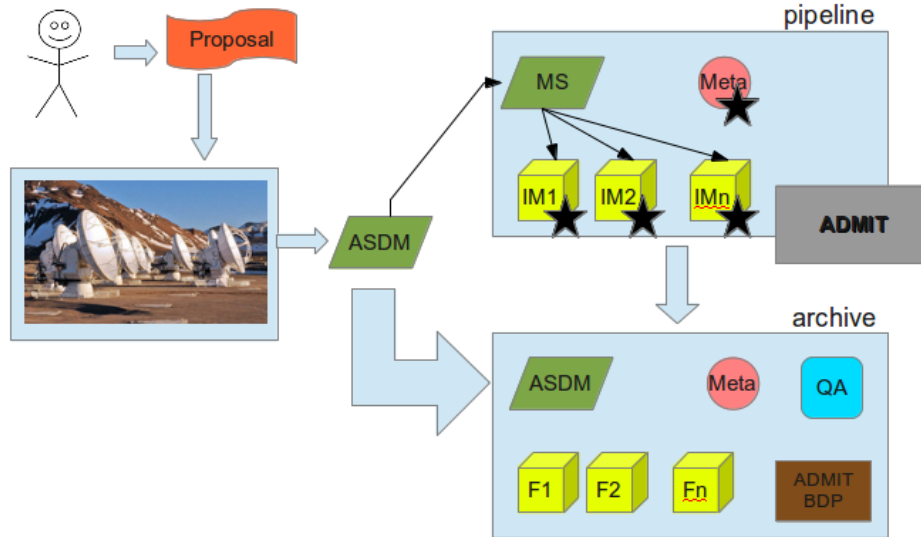 pipeline
Proposal
MS
Meta
IM1
IM2
IMn
ADMIT
ASDM
archive
ASDM
Meta
QA
F1
F2
Fn
ADMIT
BDP